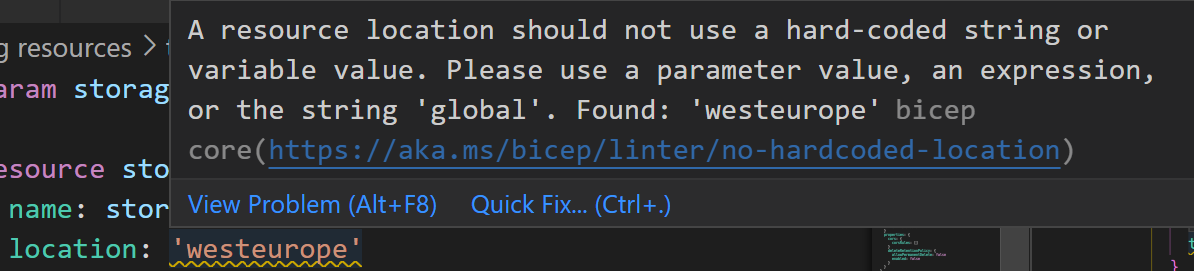 A resource location should not use a hard-coded string or
variable value. Please use a parameter value, an expression,
or the string 'global'. Found: 'westeurope' bicep
core(https://aka.ms/bicep/linter/no-hardcoded-location)
View Problem (Alt+F8) Quick Fix... (Ctrl+.)
g resources >
aram storag
esource sto
name: stor
location: 'westeurope'
}